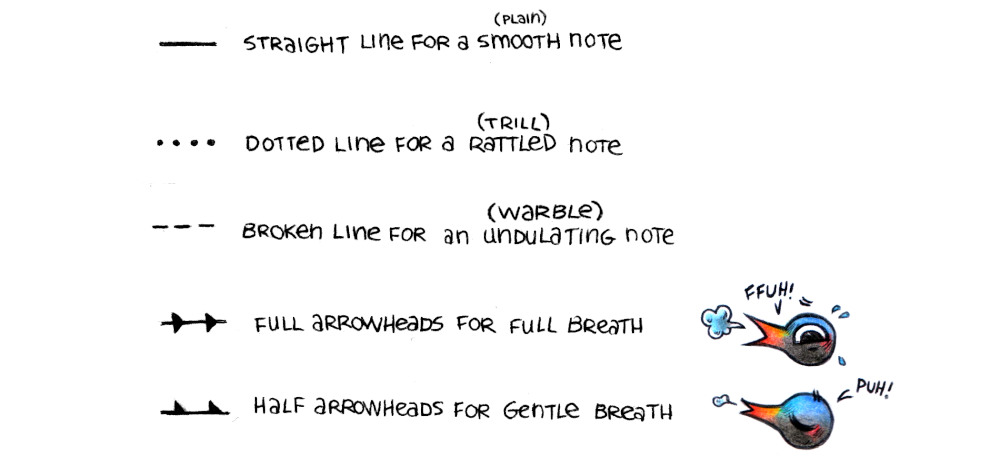 (PLAIN)
STRAIGHT LINE FOR a SMOOTH NOTE
(TRILL)
DOTTED LINE FOR a RATTLED NOTE
(WARBLE)
BROKEN LINE FOR an UNDULATING NOTE
FFUH!
FULL ARROWHEADS FOR FULL BREATH
PUH!
HALF ARROWHEADS FOR GENTLE BREATH